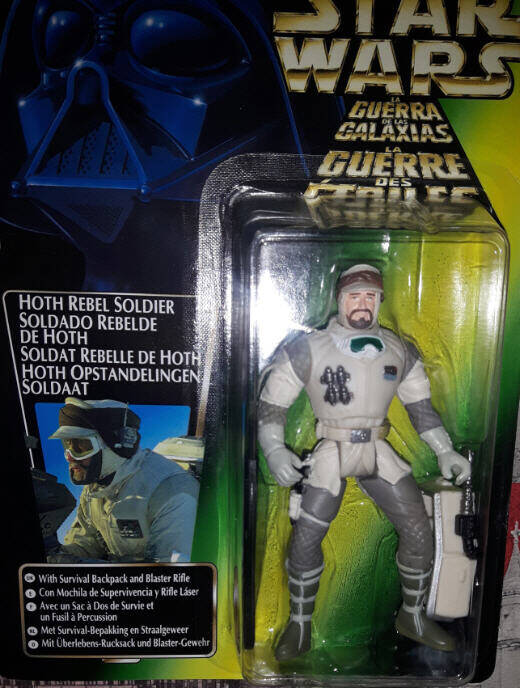 STAR
WARS
LA
GUERRA
DE LAS
GALAXIAS
LA
GUERRE
DES
ÉTOILES
HOTH REBEL SOLDIER
SOLDADO REBELDE
DE HOTH
SOLDAT REBELLE DE HOTH
HOTH OPSTANDELINGEN
SOLDAAT
GB With Survival Backpack and Blaster Rifle
E Con Mochila de Supervivencia y Rifle Láser
F Avec un Sac à Dos de Survie et
un Fusil à Percussion
NL Met Survival-Bepakking en Straalgeweer
D Mit Überlebens-Rucksack und Blaster-Gewehr